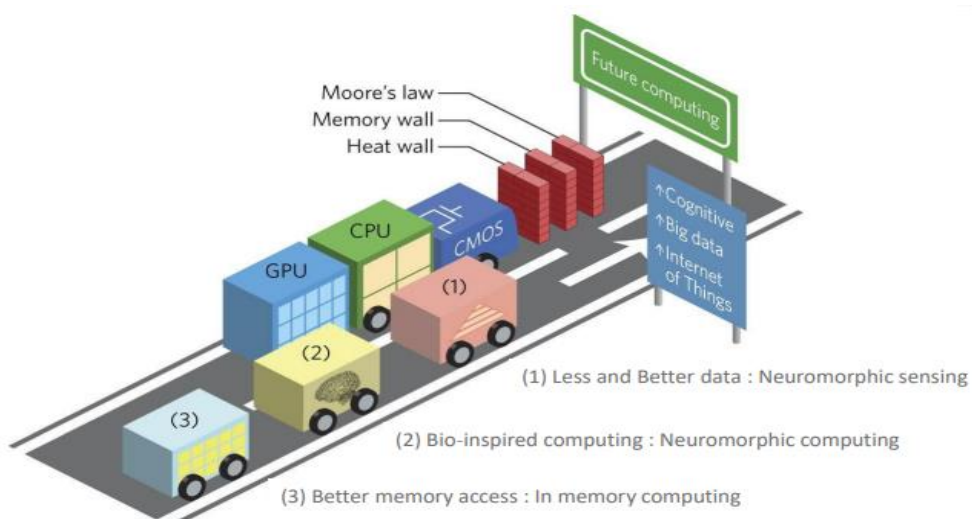 Future computing
Moore's law
Memory wall
Heat wall
↑Cognitive
↑Big data
↑Internet
of Things
CMOS
CPU
GPU
(1)
(2)
(3)
(1) Less and Better data : Neuromorphic sensing
(2) Bio-inspired computing : Neuromorphic computing
(3) Better memory access : In memory computing